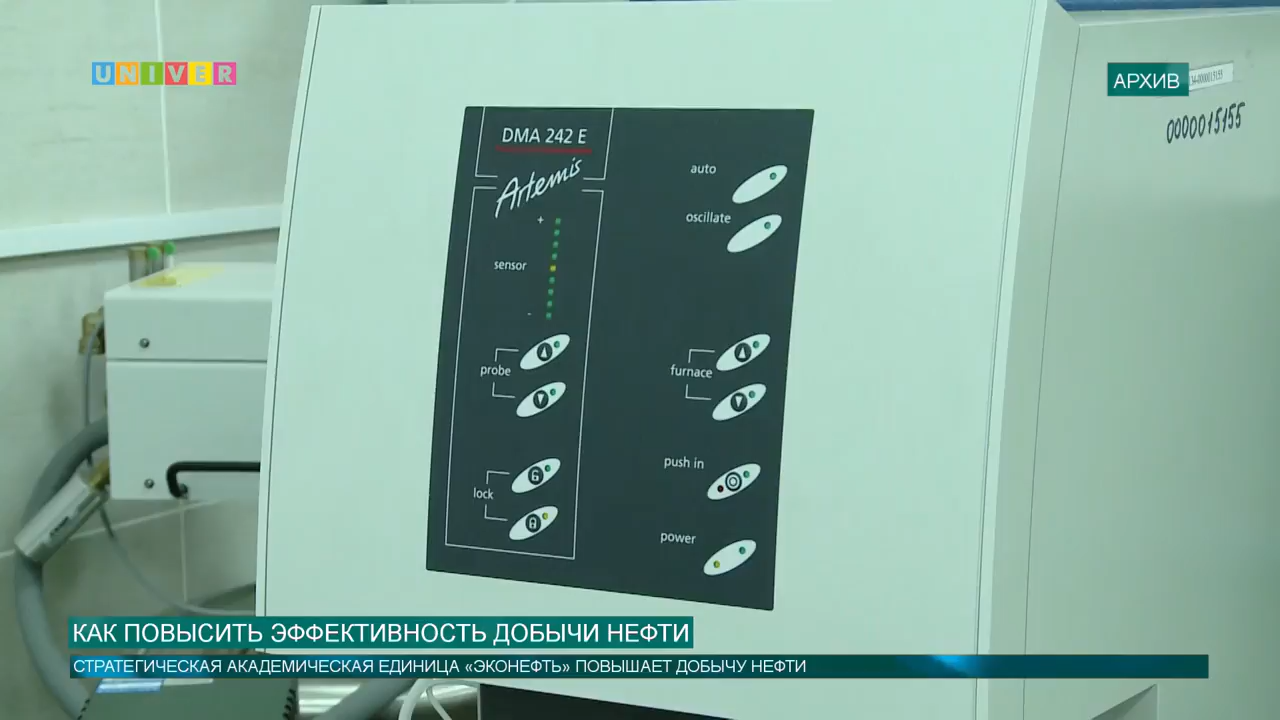 UNIVER
АРХИВ
0000015155
DMA 242 E
Artemis
+
sensor
-
probe
lock
auto
oscillate
furnace
push in
power
КАК ПОВЫСИТЬ ЭФФЕКТИВНОСТЬ ДОБЫЧИ НЕФТИ
СТРАТЕГИЧЕСКАЯ АКАДЕМИЧЕСКАЯ ЕДИНИЦА «ЭКОНЕФТЬ» ПОВЫШАЕТ ДОБЫЧУ НЕФТИ